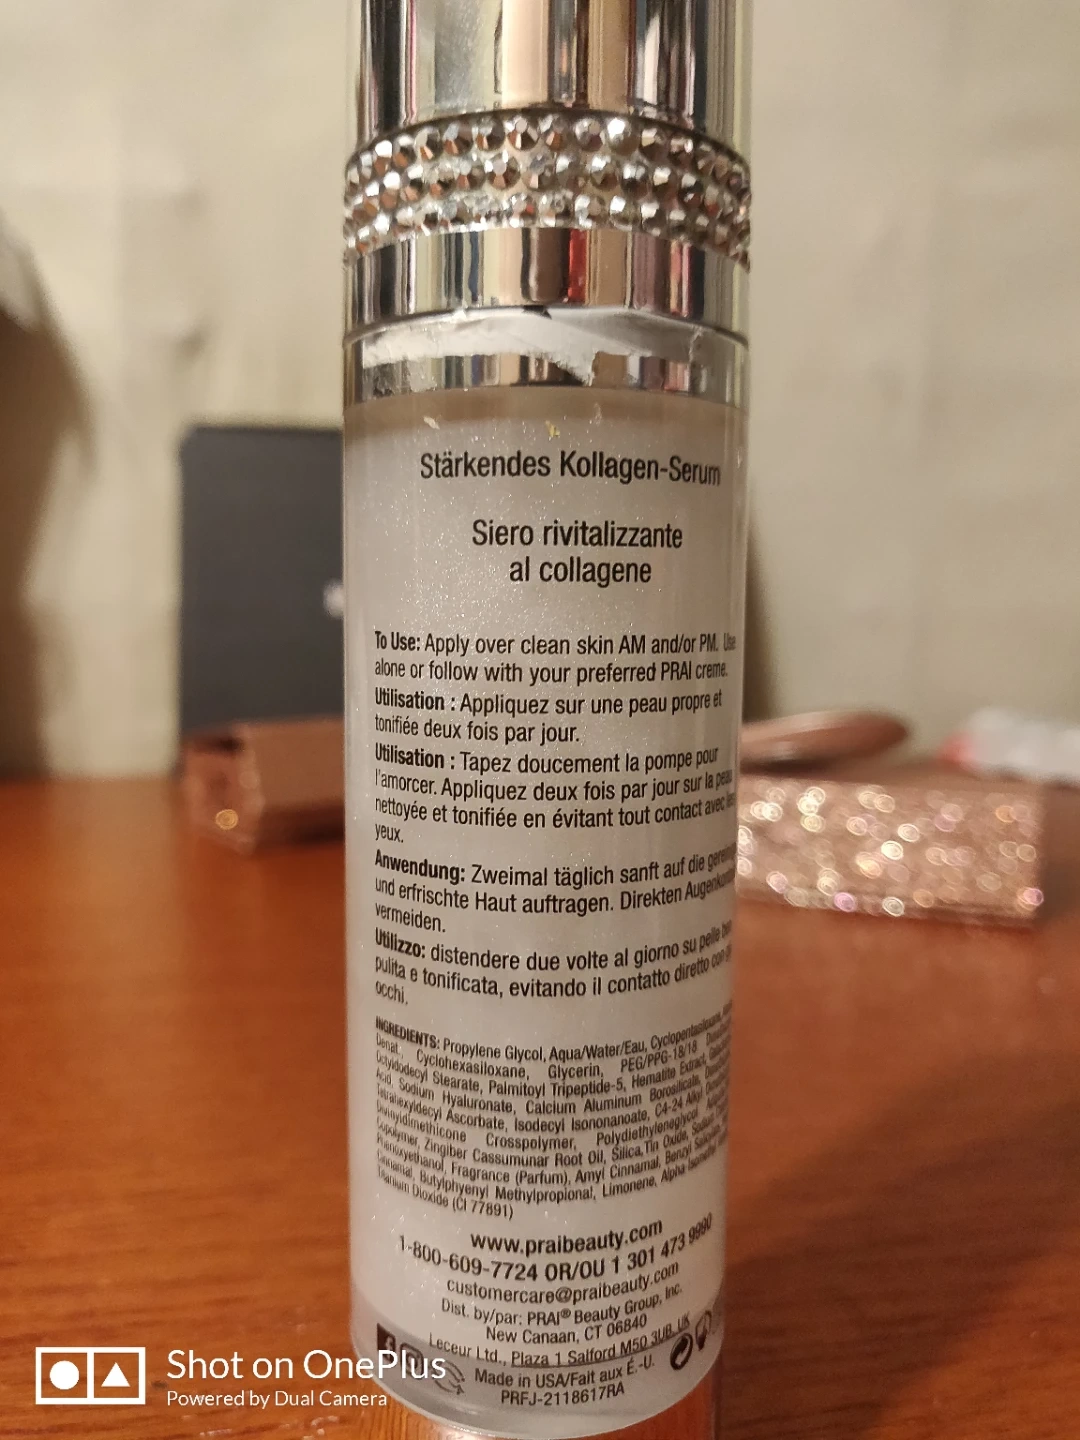 Stärkendes Kollagen-Serum
Siero rivitalizzante
al collagene
To Use: Apply over clean skin AM and/or PM. Use
alone or follow with your preferred PRAI creme.
Utilisation : Appliquez sur une peau propre et
tonifiée deux fois par jour.
Utilisation : Tapez doucement la pompe pour
l'amorcer. Appliquez deux fois par jour sur la peau
nettoyée et tonifiée en évitant tout contact avec les
yeux.
Anwendung: Zweimal täglich sanft auf die
und erfrischte Haut auftragen. Direkten
vermeiden.
Utilizzo: distendere due volte al giorno su pelle ben
pulita e tonificata, evitando il contatto diretto con
occhi.
INGREDIENTS: Propylene Glycol, Aqua/Water/Eau, Cyclopentasiloxane,
Denat., Cyclohexasiloxane, Glycerin, PEG/PPG-18/18
Octyldodecyl Stearate, Palmitoyl Tripeptide-5, Hematite Extract,
Acid, Sodium Hyaluronate, Calcium Aluminum Borosilicate,
Tetrahexyldecyl Ascorbate, Isodecyl Isononanoate, C4-24 Alkyl
Crosspolymer, Polydiethyleneglycol
Copolymer, Zingiber Cassumunar Root Oil, Silica, Tin Oxide,
Phenoxyethanol, Fragrance (Parfum), Amyl Cinnamal, Benzyl
Cinnamal, Butylphyenyl Methylpropional, Limonene, Alpha
Titanium Dioxide (CI 77891)
www.praibeauty.com
1-800-609-7724 OR/OU 1 301 473 9990
customercare@praibeauty.com
Dist. by/par: PRAI® Beauty Group, Inc.
New Canaan, CT 06840
Leceur Ltd., Plaza 1 Salford M50 3UB, UK
Made in USA/Fait aux É.-U.
PRFJ-2118617RA
Shot on OnePlus
Powered by Dual Camera